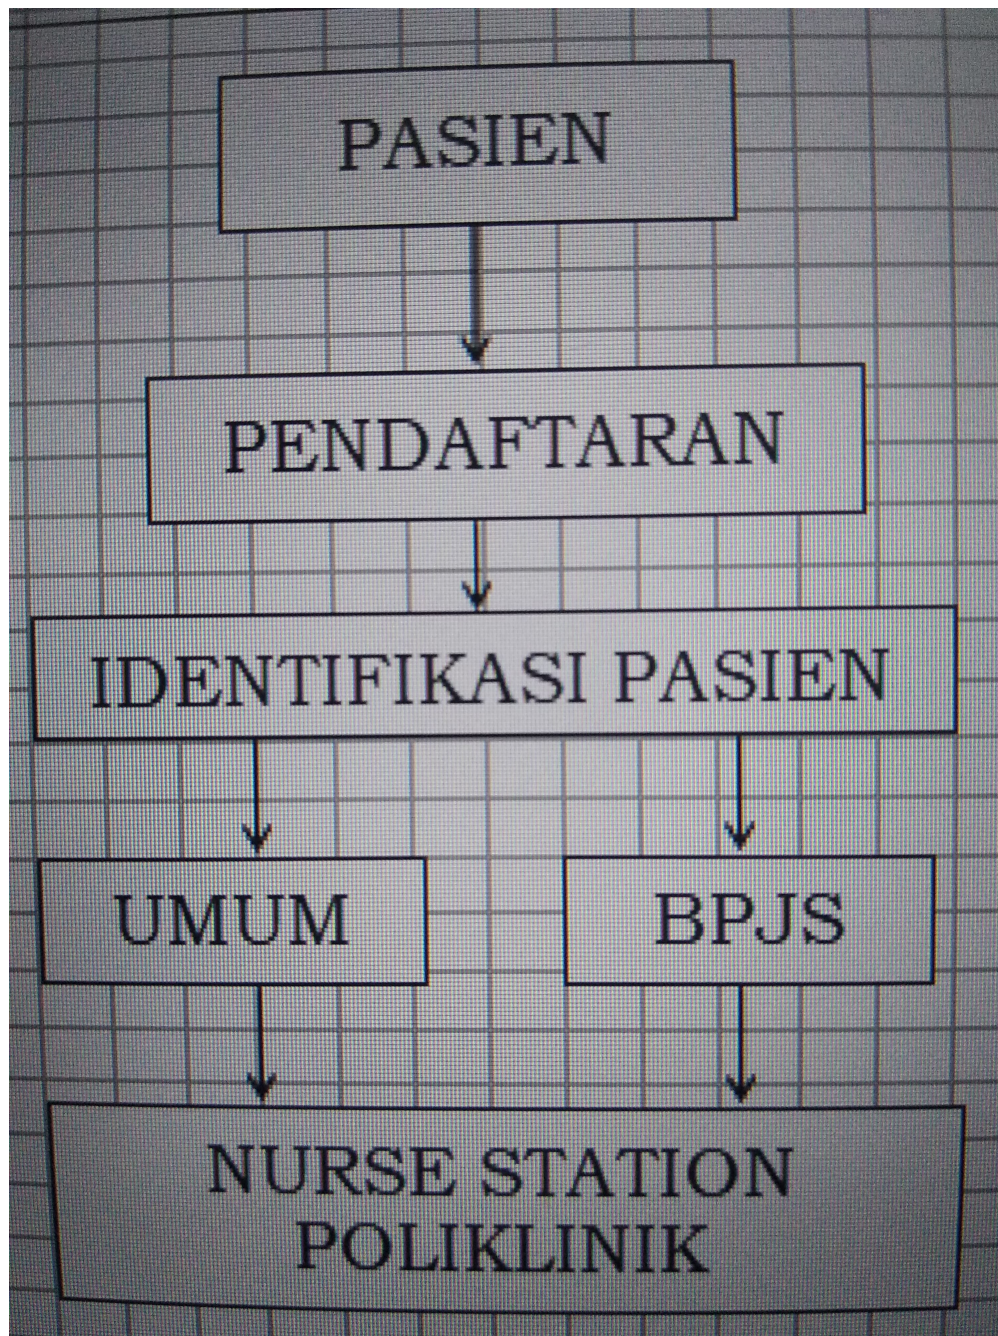 PASIEN
PENDAFTARAN
IDENTIFIKASI PASIEN
UMUM
BPJS
NURSE STATION
POLIKLINIK